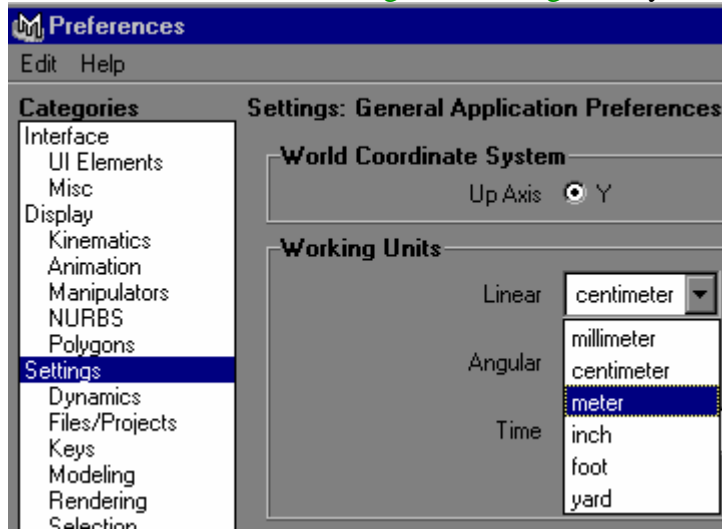 Preferences
Edit Help
Categories
Interface
UI Elements
Misc
Display
Kinematics
Animation
Manipulators
NURBS
Polygons
Settings
Dynamics
Files/Projects
Keys
Modeling
Rendering
Selection
Settings: General Application Preferences
World Coordinate System
Up Axis Y
Working Units
Linear centimeter
millimeter
Angular
centimeter
meter
Time
inch
foot
yard